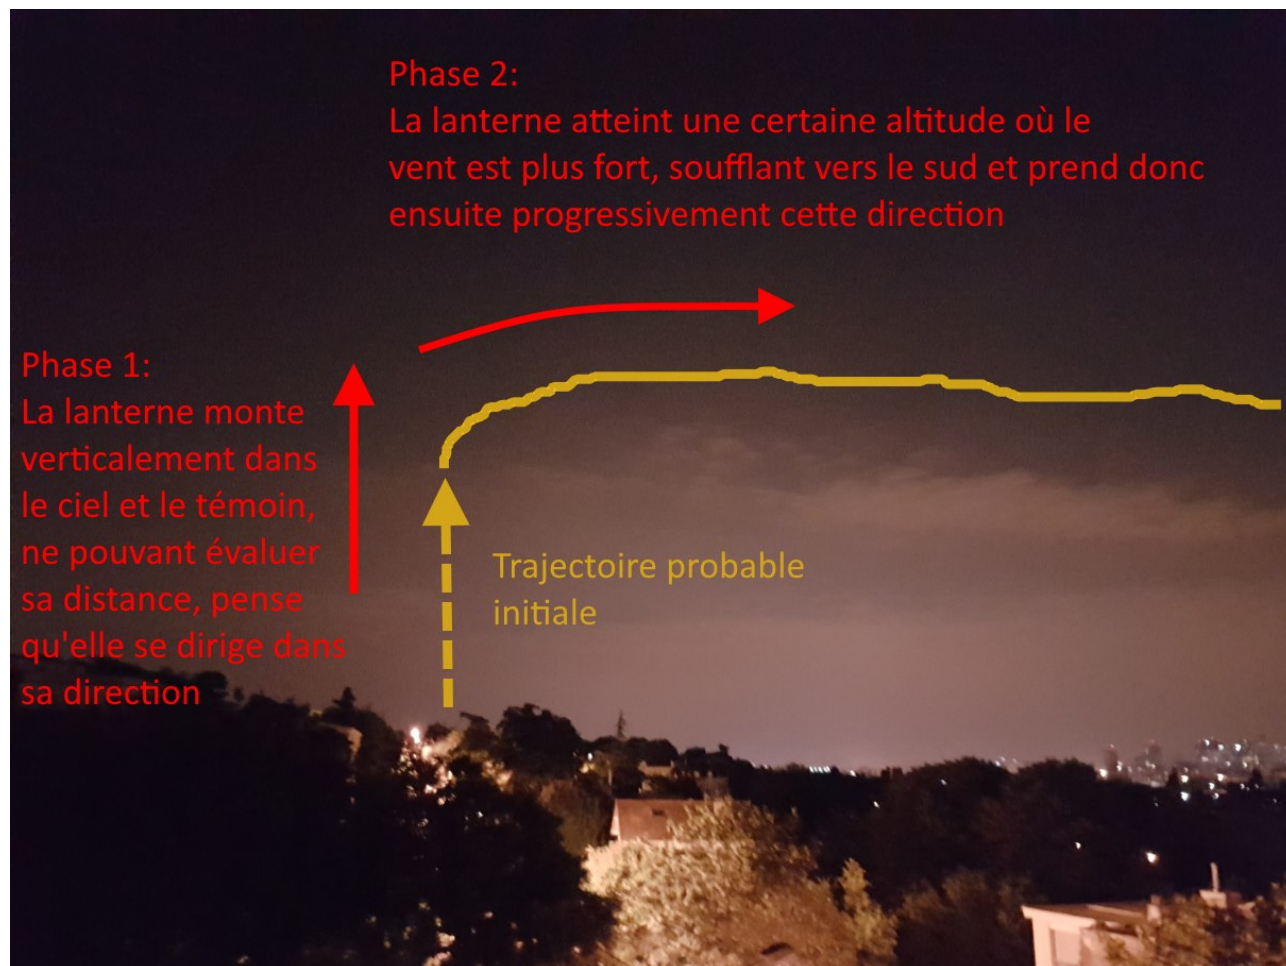 Phase 2:
La lanterne atteint une certaine altitude où le
vent est plus fort, soufflant vers le sud et prend donc
ensuite progressivement cette direction
Phase 1:
La lanterne monte
verticalement dans
le ciel et le témoin,
ne pouvant évaluer
sa distance, pense
qu'elle se dirige dans
sa direction
Trajectoire probable
initiale